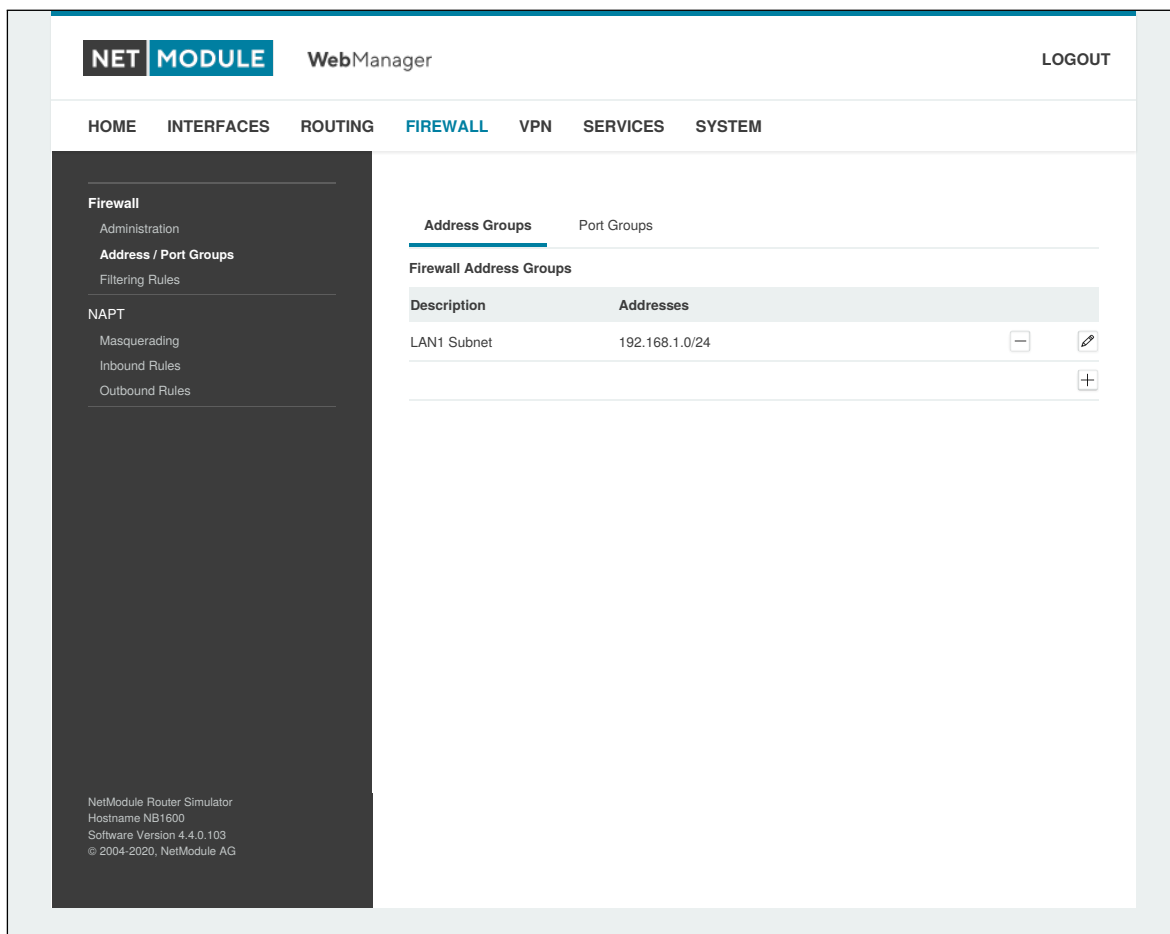 NET MODULE WebManager LOGOUT
HOME INTERFACES ROUTING FIREWALL VPN SERVICES SYSTEM
Firewall
Administration
Address / Port Groups
Filtering Rules
NAPT
Masquerading
Inbound Rules
Outbound Rules
NetModule Router Simulator
Hostname NB1600
Software Version 4.4.0.103
© 2004-2020, NetModule AG
Address Groups Port Groups
Firewall Address Groups
Description Addresses
LAN1 Subnet 192.168.1.0/24